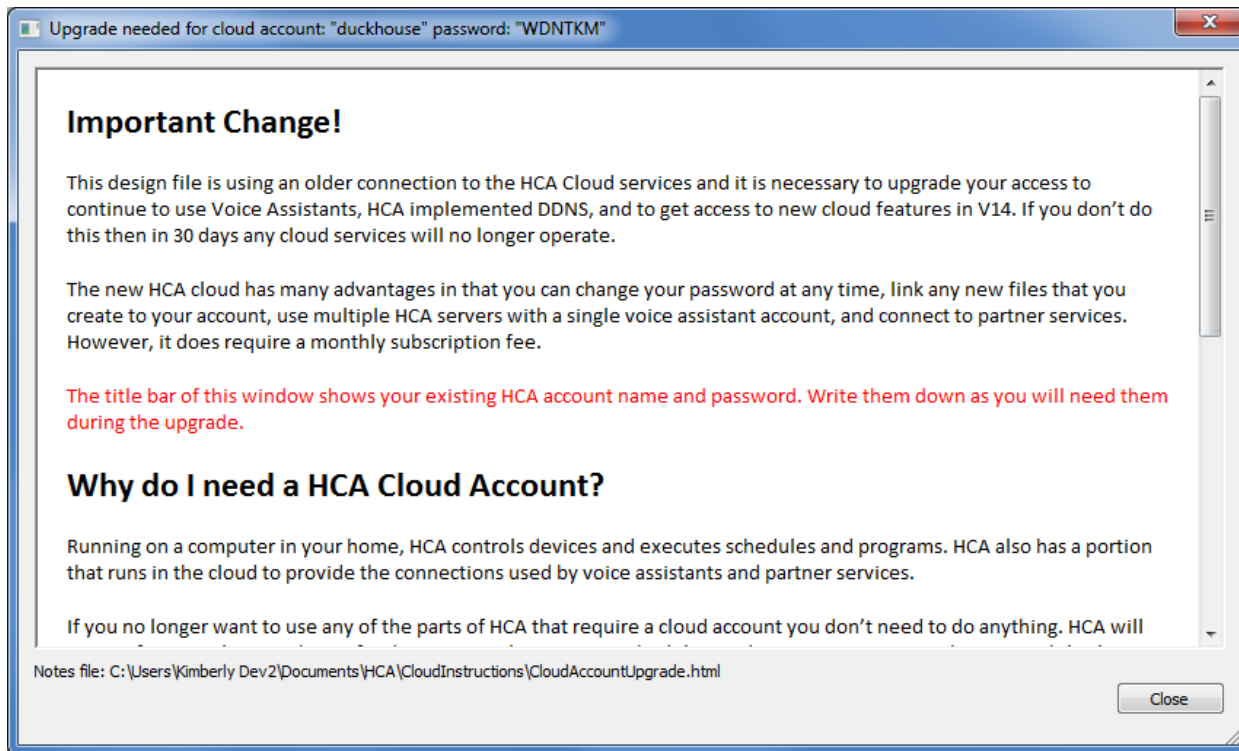 Upgrade needed for cloud account: "duckhouse" password: "WDNTKM"
Important Change!
This design file is using an older connection to the HCA Cloud services and it is necessary to upgrade your access to
continue to use Voice Assistants, HCA implemented DDNS, and to get access to new cloud features in V14. If you don’t do
this then in 30 days any cloud services will no longer operate.
The new HCA cloud has many advantages in that you can change your password at any time, link any new files that you
create to your account, use multiple HCA servers with a single voice assistant account, and connect to partner services.
However, it does require a monthly subscription fee.
The title bar of this window shows your existing HCA account name and password. Write them down as you will need them
during the upgrade.
Why do I need a HCA Cloud Account?
Running on a computer in your home, HCA controls devices and executes schedules and programs. HCA also has a portion
that runs in the cloud to provide the connections used by voice assistants and partner services.
If you no longer want to use any of the parts of HCA that require a cloud account you don’t need to do anything. HCA will
Notes file: C:\Users\Kimberly Dev2\Documents\HCA\CloudInstructions\CloudAccountUpgrade.html
Close